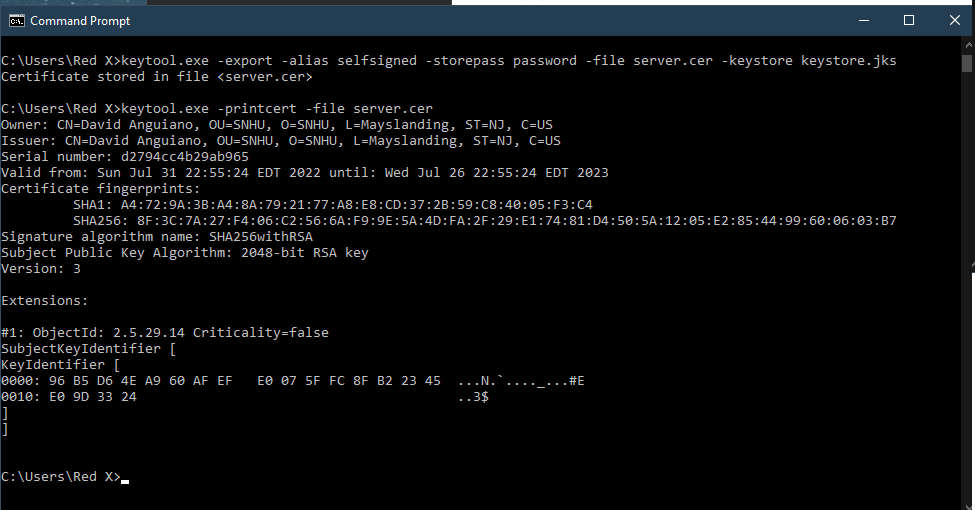 Command Prompt
C:\Users\Red X>keytool.exe -export -alias selfsigned -storepass password -file server.cer -keystore keystore.jks
Certificate stored in file <server.cer>
C:\Users\Red X>keytool.exe -printcert -file server.cer
Owner: CN=David Anguiano, OU=SNHU, O=SNHU, L=Mayslanding, ST=NJ, C=US
Issuer: CN=David Anguiano, OU=SNHU, O=SNHU, L=Mayslanding, ST=NJ, C=US
Serial number: d2794cc4b29ab965
Valid from: Sun Jul 31 22:55:24 EDT 2022 until: Wed Jul 26 22:55:24 EDT 2023
Certificate fingerprints:
SHA1: A4:72:9A:3B:A4:8A:79:21:77:A8:E8:CD:37:2B:59:C8:40:05:F3:C4
SHA256: 8F:3C:7A:27:F4:06:C2:56:6A:F9:9E:5A:4D:FA:2F:29:E1:74:81:D4:50:5A:12:05:E2:85:44:99:60:06:03:B7
Signature algorithm name: SHA256withRSA
Subject Public Key Algorithm: 2048-bit RSA key
Version: 3
Extensions:
#1: ObjectId: 2.5.29.14 Criticality=false
SubjectKeyIdentifier [
KeyIdentifier [
0000: 96 B5 D6 4E A9 60 AF EF   E0 07 5F FC 8F B2 23 45  ...N.`...._...#E
0010: E0 9D 33 24                                        ..3$
]
]
C:\Users\Red X>